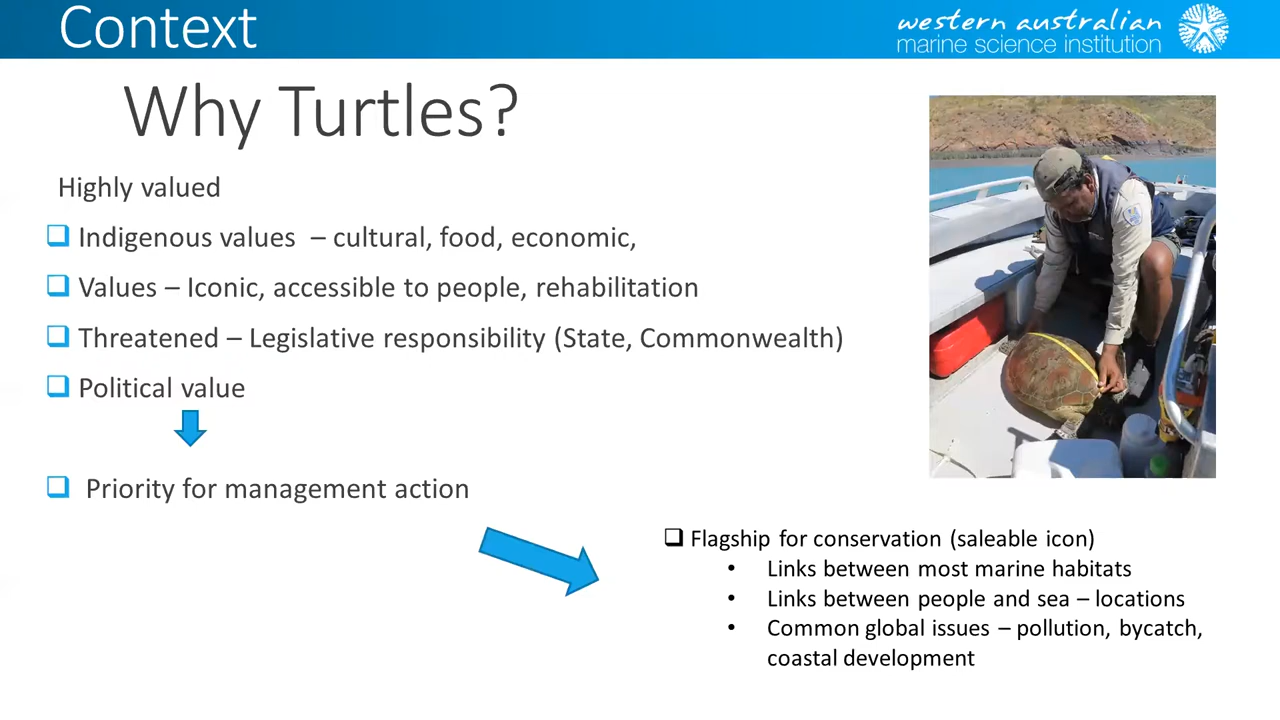 Context
western australian
marine science institution
Why Turtles?
Highly valued
Indigenous values – cultural, food, economic,
Values – Iconic, accessible to people, rehabilitation
Threatened – Legislative responsibility (State, Commonwealth)
Political value
Priority for management action
Flagship for conservation (saleable icon)
• Links between most marine habitats
• Links between people and sea – locations
• Common global issues – pollution, bycatch,
coastal development